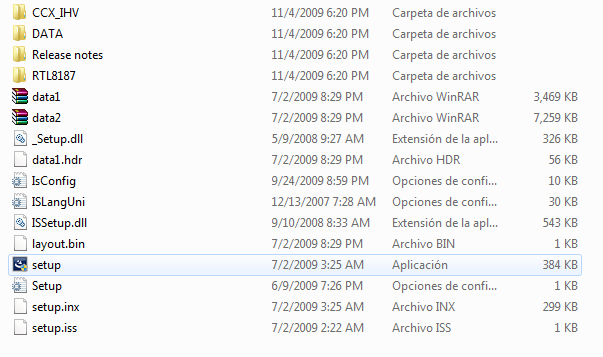 CCX_IHV 11/4/2009 6:20 PM Carpeta de archivos
DATA 11/4/2009 6:20 PM Carpeta de archivos
Release notes 11/4/2009 6:20 PM Carpeta de archivos
RTL8187 11/4/2009 6:20 PM Carpeta de archivos
data1 7/2/2009 8:29 PM Archivo WinRAR 3,469 KB
data2 7/2/2009 8:29 PM Archivo WinRAR 7,259 KB
_Setup.dll 5/9/2008 9:27 AM Extensión de la apl... 326 KB
data1.hdr 7/2/2009 8:29 PM Archivo HDR 56 KB
IsConfig 9/24/2009 8:59 PM Opciones de confi... 10 KB
ISLangUni 12/13/2007 7:28 AM Opciones de confi... 30 KB
ISSetup.dll 9/10/2008 8:33 AM Extensión de la apl... 543 KB
layout.bin 7/2/2009 8:29 PM Archivo BIN 1 KB
setup 7/2/2009 3:25 AM Aplicación 384 KB
Setup 6/9/2009 7:26 PM Opciones de confi... 1 KB
setup.inx 7/2/2009 3:25 AM Archivo INX 299 KB
setup.iss 7/2/2009 2:22 AM Archivo ISS 1 KB